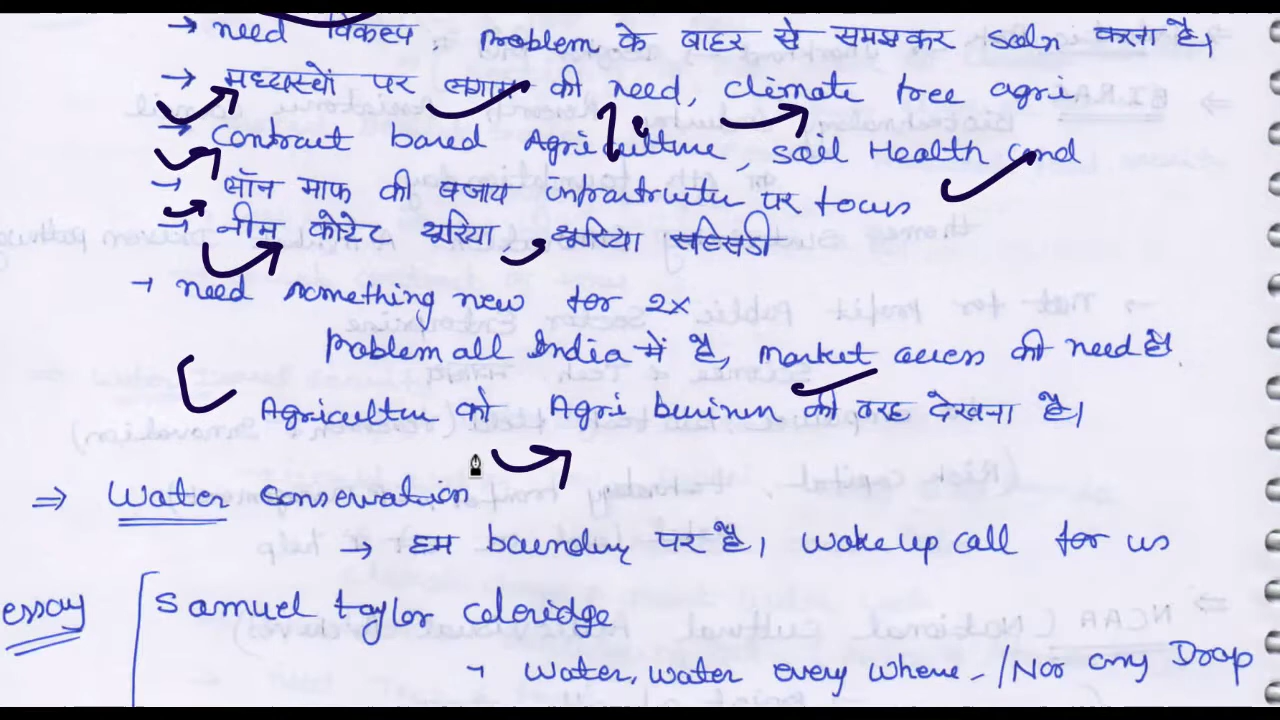 → need विकल्प, Problem के बाहर से समझकर soln करना है,
→ मध्यस्थों पर लगाम की need, climate free agri
→ Contract based Agriculture, Soil Health Card
→ लॉन माफ की बजाय infrastructure पर focus
→ नीम कोटेट यूरिया, यूरिया सब्सिडी
→ need something new for 2x
Problem all India में है, market access की need है।
Agriculture को Agri business की तरह देखना है।
⇒ Water conservation
→ हम boundary पर है। wake up call for us
essay
Samuel taylor Coleridge
→ Water, water every where, /Nor any Drop